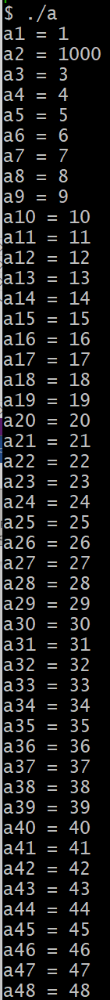 $ ./a
a1 = 1
a2 = 1000
a3 = 3
a4 = 4
a5 = 5
a6 = 6
a7 = 7
a8 = 8
a9 = 9
a10 = 10
a11 = 11
a12 = 12
a13 = 13
a14 = 14
a15 = 15
a16 = 16
a17 = 17
a18 = 18
a19 = 19
a20 = 20
a21 = 21
a22 = 22
a23 = 23
a24 = 24
a25 = 25
a26 = 26
a27 = 27
a28 = 28
a29 = 29
a30 = 30
a31 = 31
a32 = 32
a33 = 33
a34 = 34
a35 = 35
a36 = 36
a37 = 37
a38 = 38
a39 = 39
a40 = 40
a41 = 41
a42 = 42
a43 = 43
a44 = 44
a45 = 45
a46 = 46
a47 = 47
a48 = 48